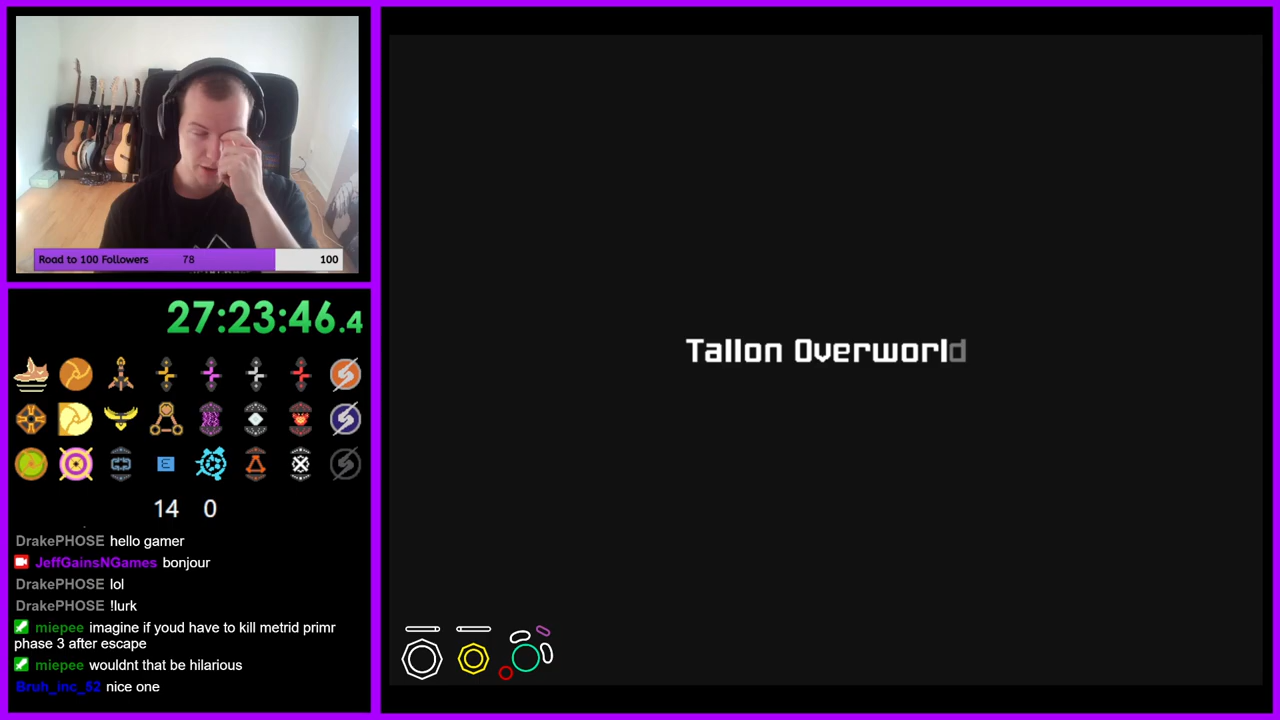 Road to 100 Followers 78 100
27:23:46.4
14 0
DrakePHOSE hello gamer
JeffGainsNGames bonjour
DrakePHOSE lol
DrakePHOSE !lurk
miepee imagine if youd have to kill metrid primr
phase 3 after escape
miepee wouldnt that be hilarious
Bruh_inc_52 nice one
Tallon Overworld